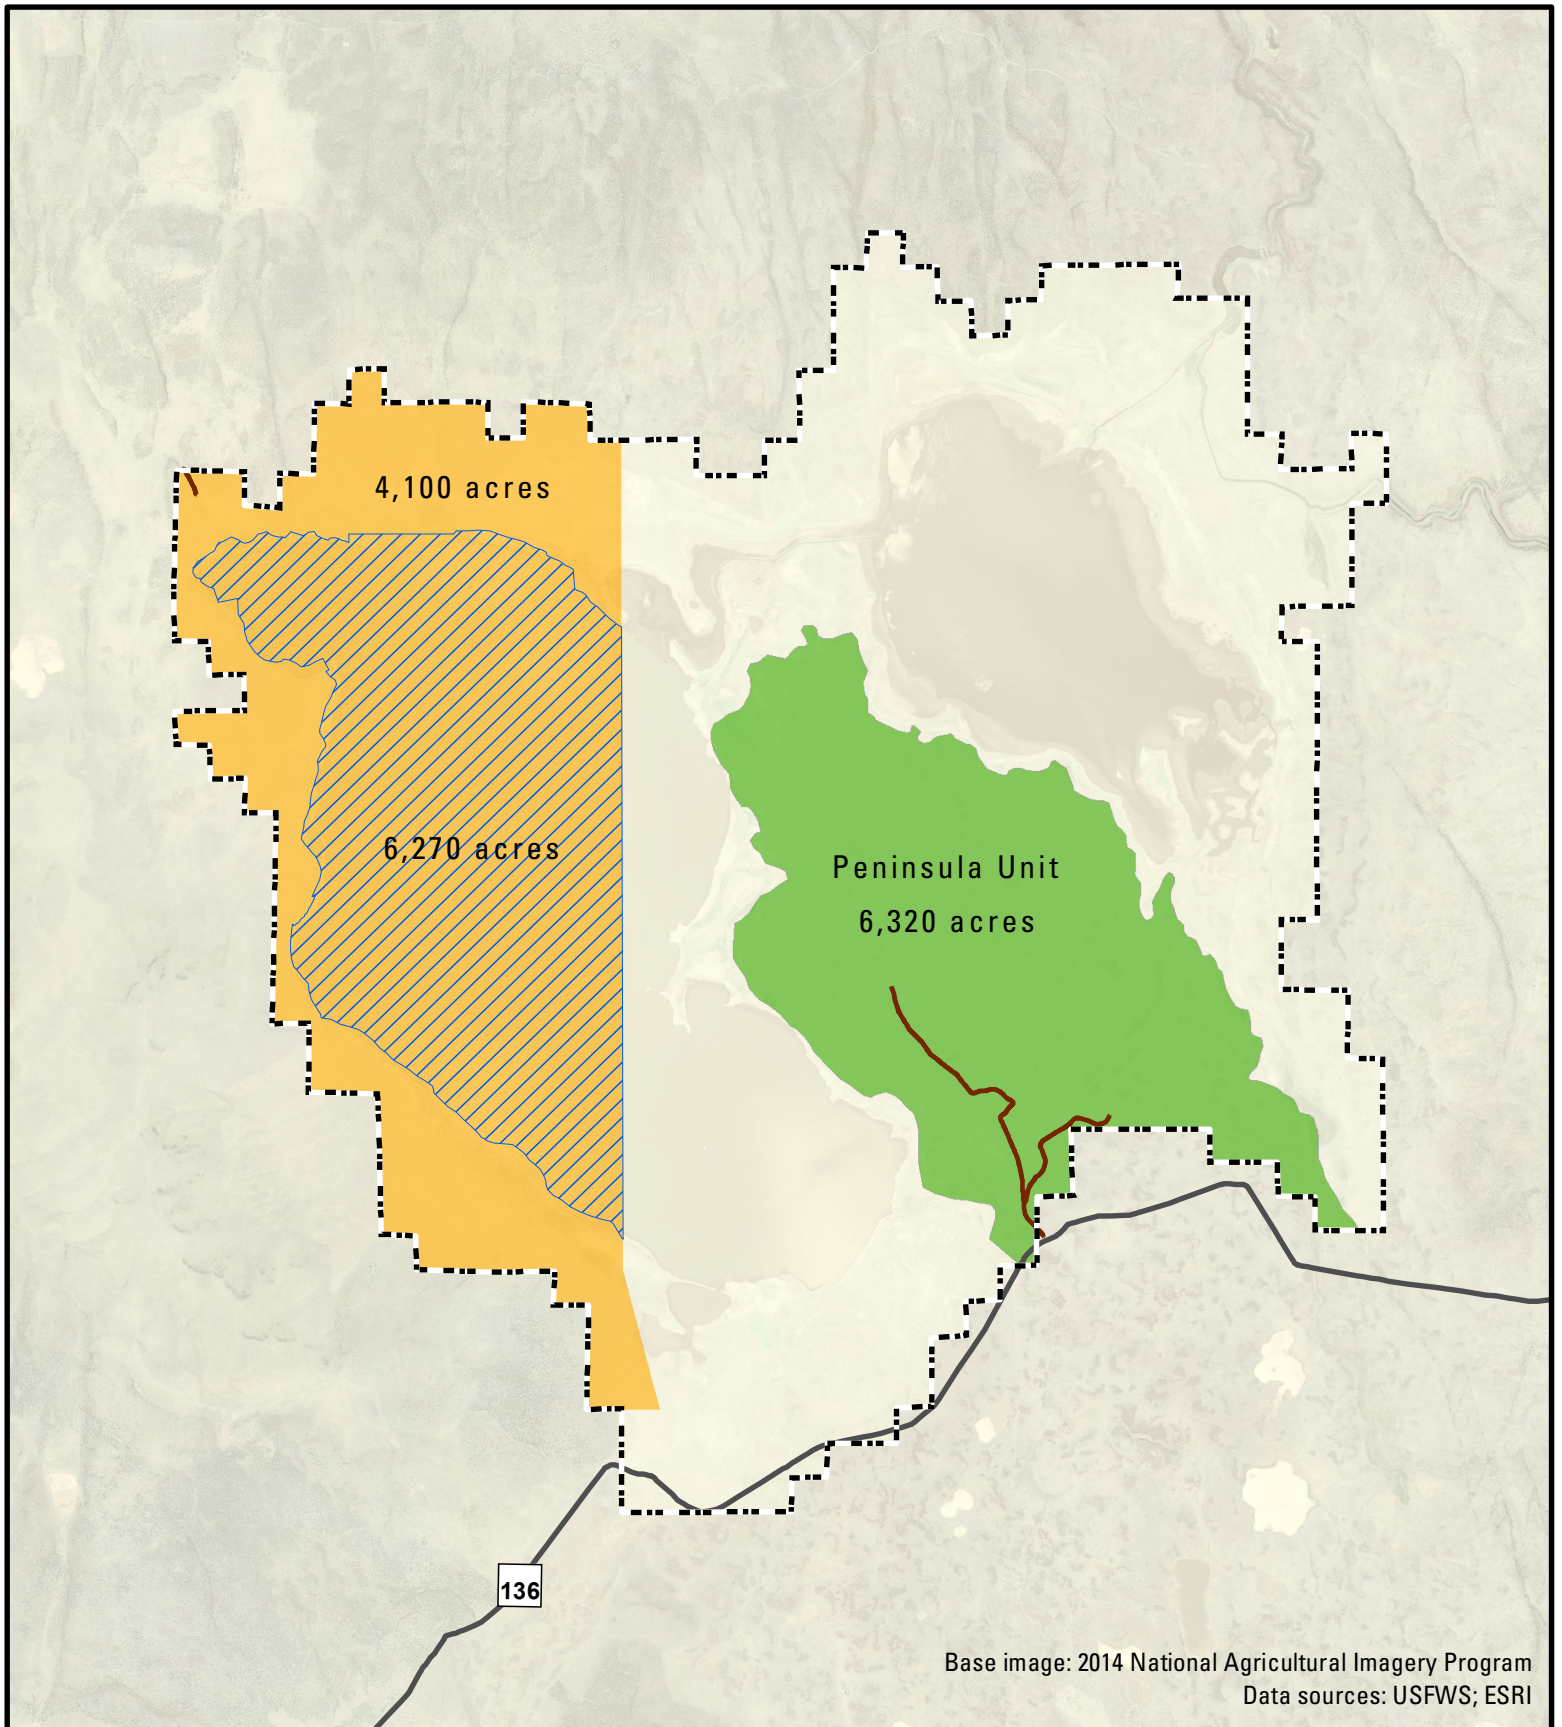 4,100 acres
6,270 acres
Peninsula Unit
6,320 acres
136
Base image: 2014 National Agricultural Imagery Program
Data sources: USFWS; ESRI